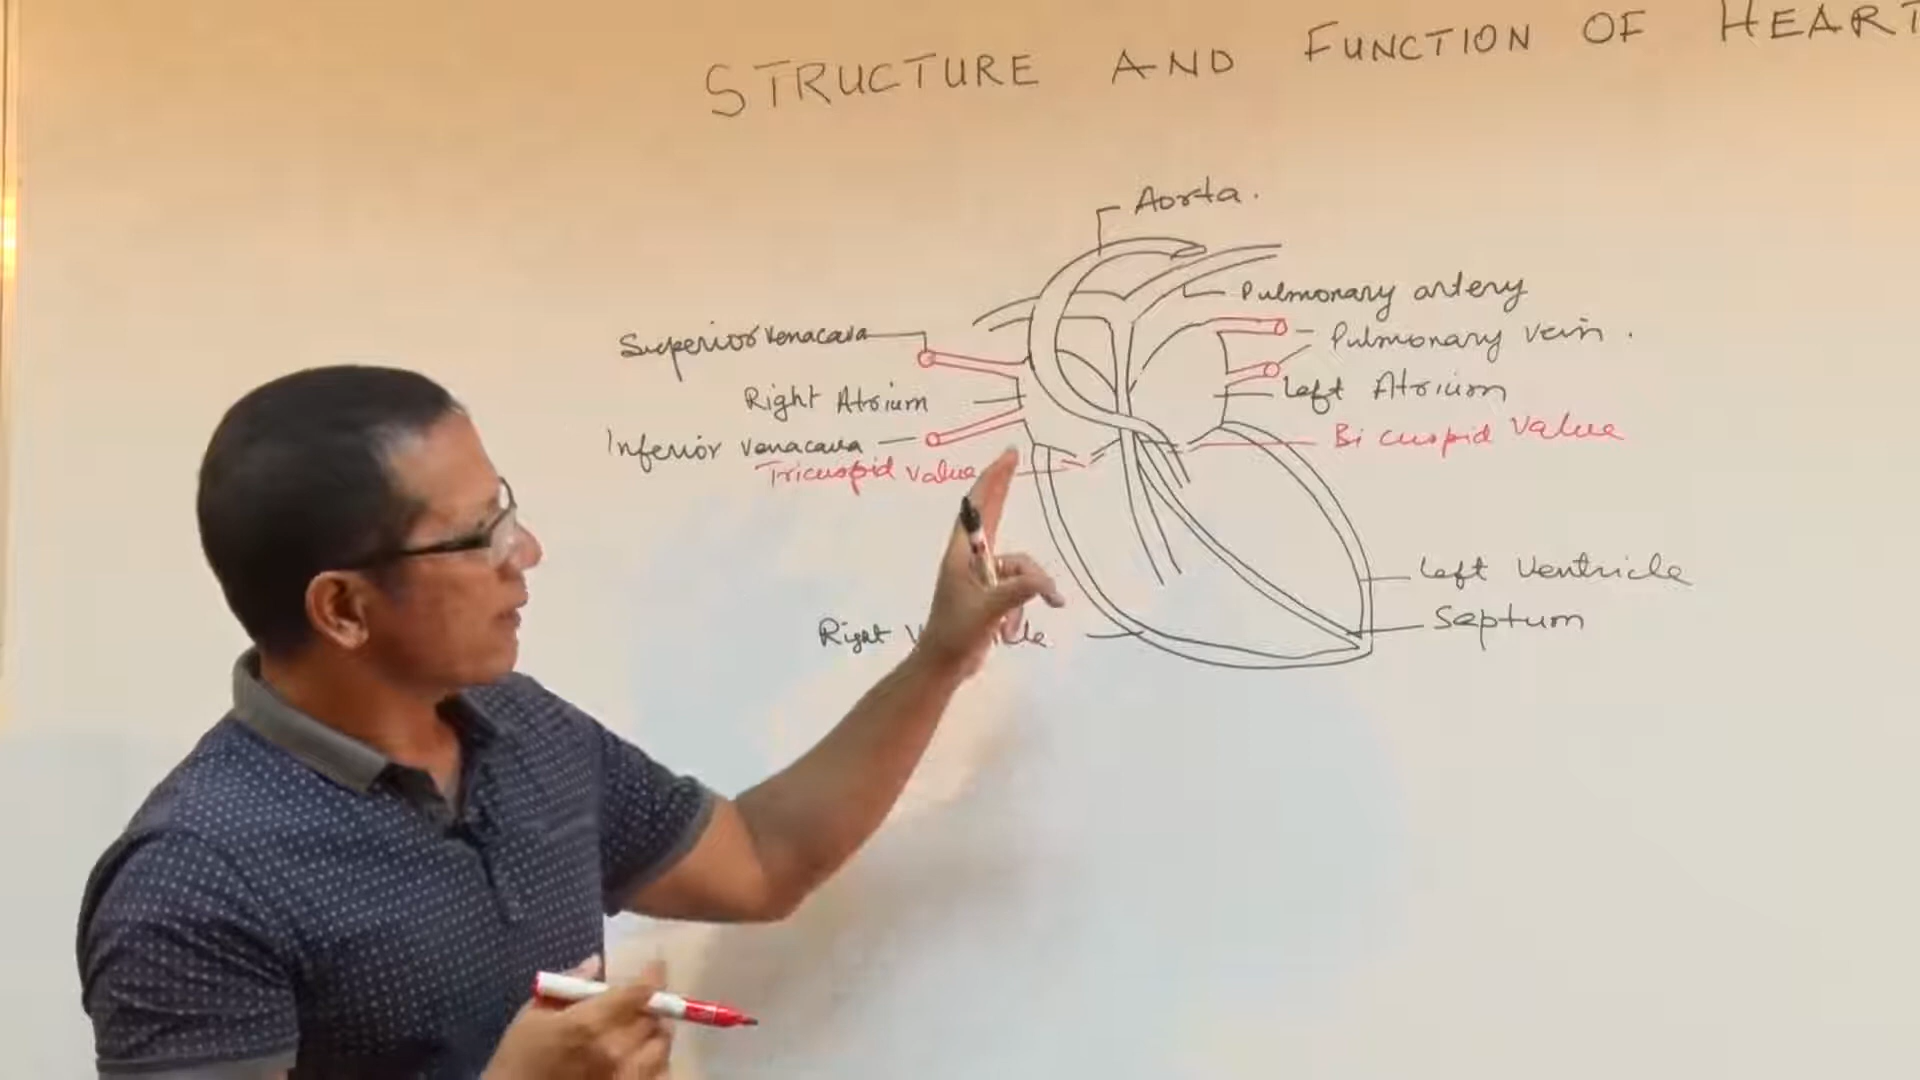 STRUCTURE AND FUNCTION OF HEART
Aorta.
Pulmonary artery
Superior venacava
Pulmonary vein.
Right Atrium
Left Atrium
Inferior venacava
Bi cuspid Value
Tricuspid value
Left Ventricle
Septum
Right